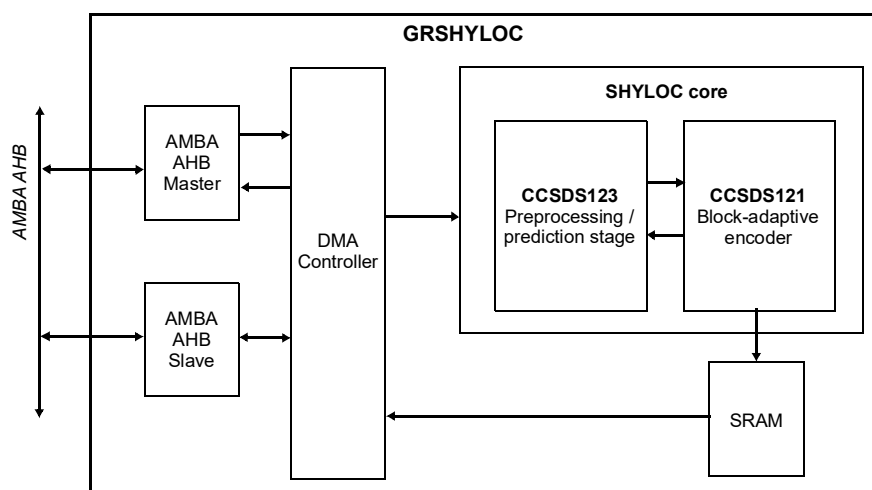 GRSHYLOC
SHYLOC core
AMBA AHB
AMBA
AHB
Master
AMBA
AHB
Slave
DMA
Controller
CCSDS123
Preprocessing /
prediction stage
CCSDS121
Block-adaptive
encoder
SRAM